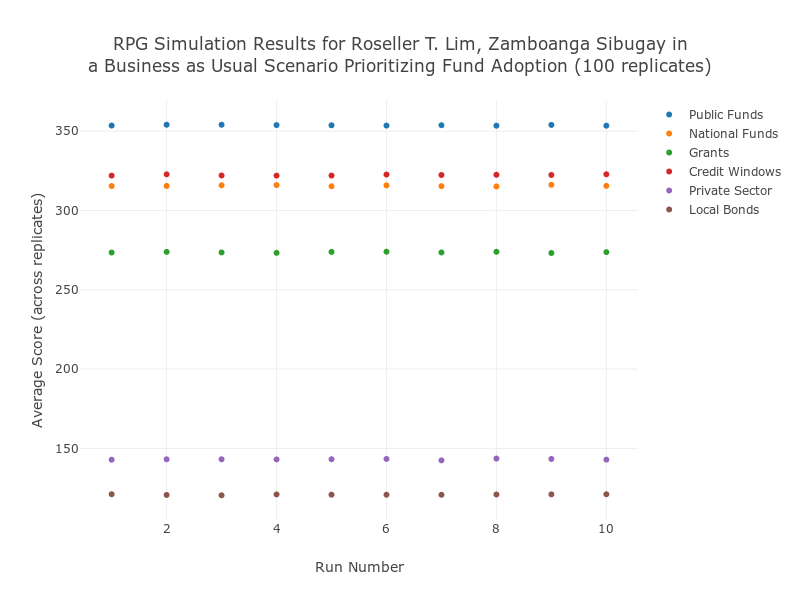 RPG Simulation Results for Roseller T. Lim, Zamboanga Sibugay in
a Business as Usual Scenario Prioritizing Fund Adoption (100 replicates)
Public Funds
National Funds
Grants
Credit Windows
Private Sector
Local Bonds
Average Score (across replicates)
350
300
250
200
150
2
4
6
8
10
Run Number